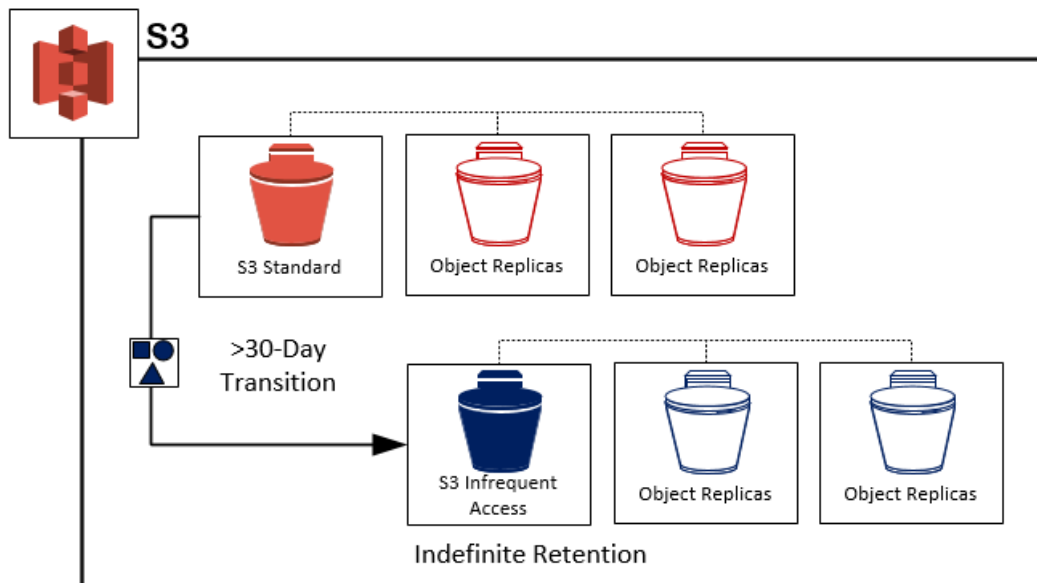 S3
S3 Standard
Object Replicas
Object Replicas
>30-Day
Transition
S3 Infrequent
Access
Object Replicas
Object Replicas
Indefinite Retention